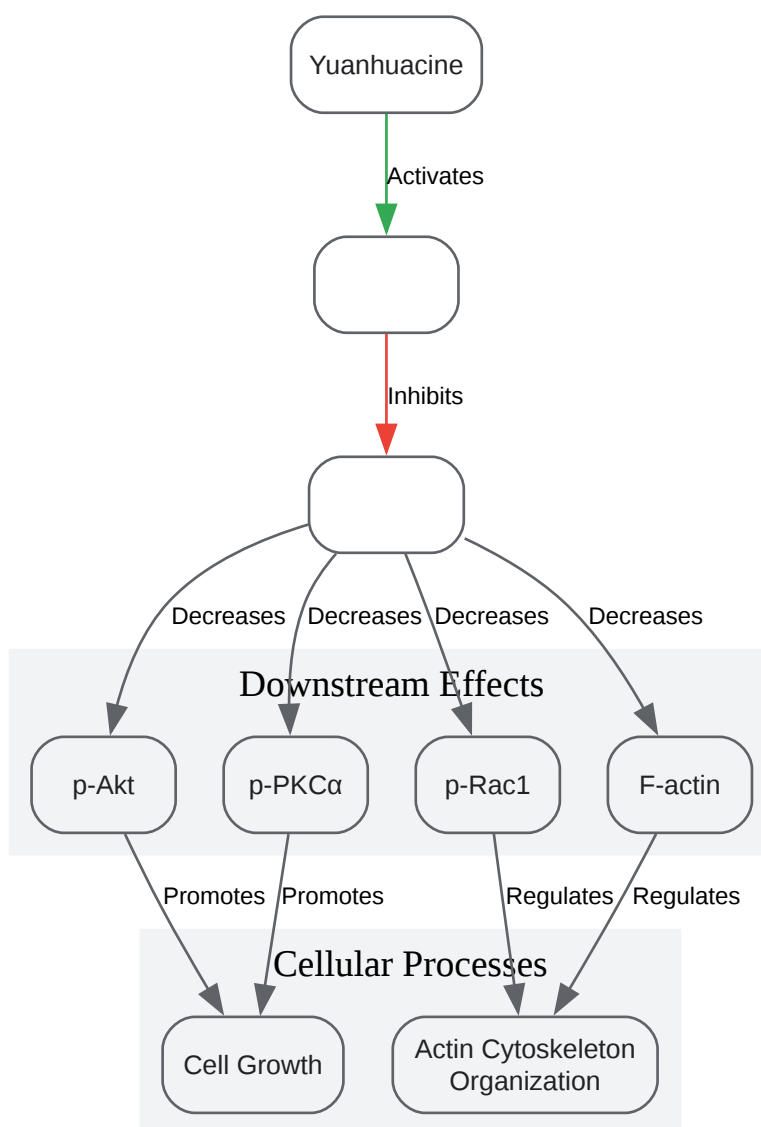 Yuanhuacine
Activates
Inhibits
Decreases Decreases Decreases Decreases
Downstream Effects
p-Akt p-PKCα p-Rac1 F-actin
Promotes Promotes Regulates Regulates
Cellular Processes
Cell Growth
Actin Cytoskeleton
Organization